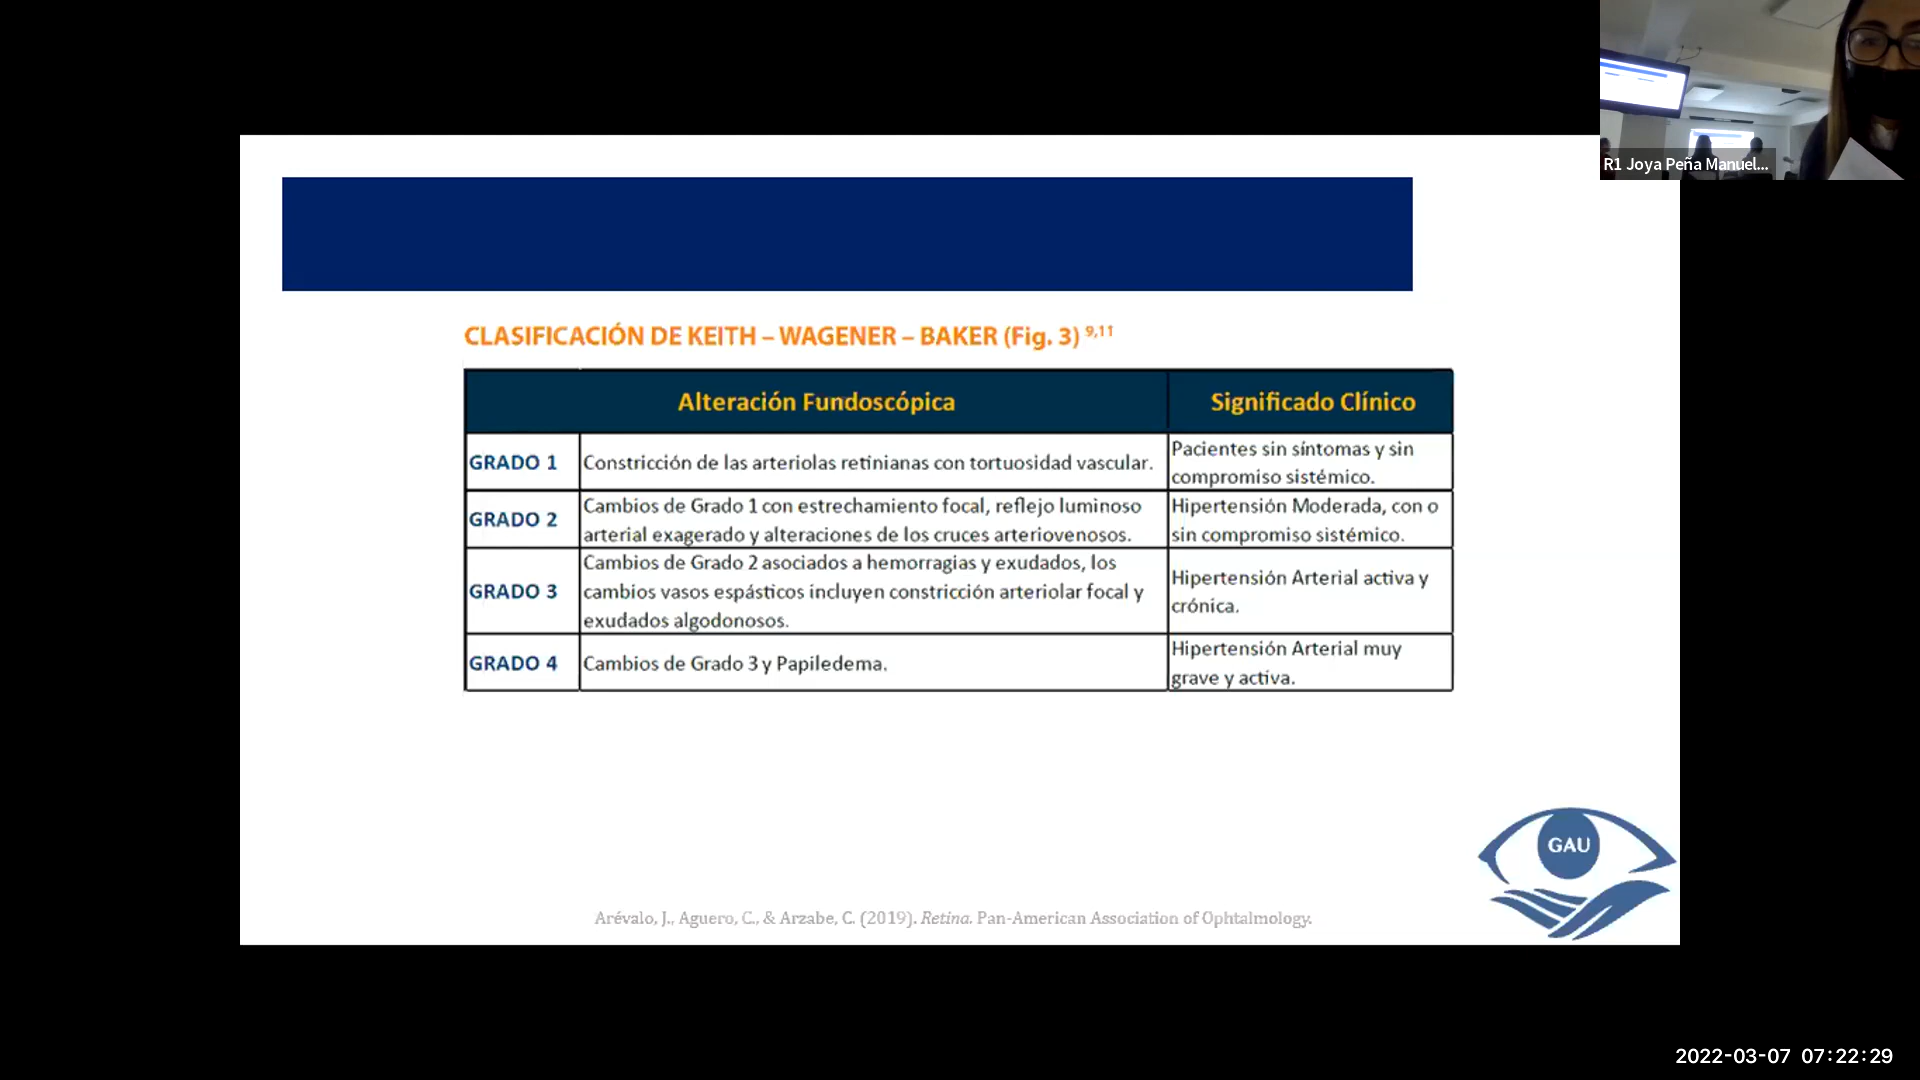 R1 Joya Peña Manuel...
CLASIFICACIÓN DE KEITH – WAGENER – BAKER (Fig. 3) 9,11
Alteración Fundoscópica
Significado Clínico
GRADO 1
Constricción de las arteriolas retinianas con tortuosidad vascular.
Pacientes sin síntomas y sin
compromiso sistémico.
GRADO 2
Cambios de Grado 1 con estrechamiento focal, reflejo luminoso
arterial exagerado y alteraciones de los cruces arteriovenosos.
Hipertensión Moderada, con o
sin compromiso sistémico.
GRADO 3
Cambios de Grado 2 asociados a hemorragias y exudados, los
cambios vasos espásticos incluyen constricción arteriolar focal y
exudados algodonosos.
Hipertensión Arterial activa y
crónica.
GRADO 4
Cambios de Grado 3 y Papiledema.
Hipertensión Arterial muy
grave y activa.
GAU
Arévalo, J., Aguero, C., & Arzabe, C. (2019). Retina. Pan-American Association of Ophtalmology.
2022-03-07 07:22:29